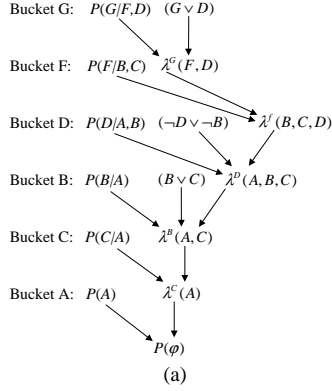 Bucket G: P(G/F,D) (G ∨ D)
Bucket F: P(F/B,C) λ^G(F,D)
λ^f(B,C,D)
Bucket D: P(D/A,B) (¬D ∨ ¬B)
Bucket B: P(B/A) (B ∨ C) λ^D(A,B,C)
Bucket C: P(C/A) λ^B(A,C)
Bucket A: P(A) λ^C(A)
P(φ)
(a)